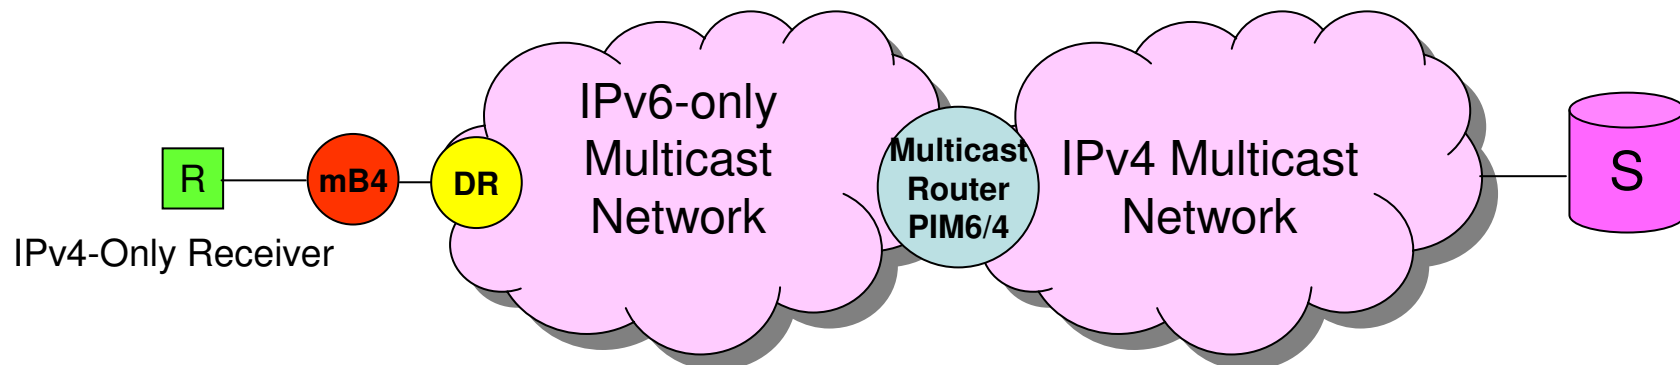 R
IPv4-Only Receiver
mB4
DR
IPv6-only
Multicast
Network
Multicast
Router
PIM6/4
IPv4 Multicast
Network
S